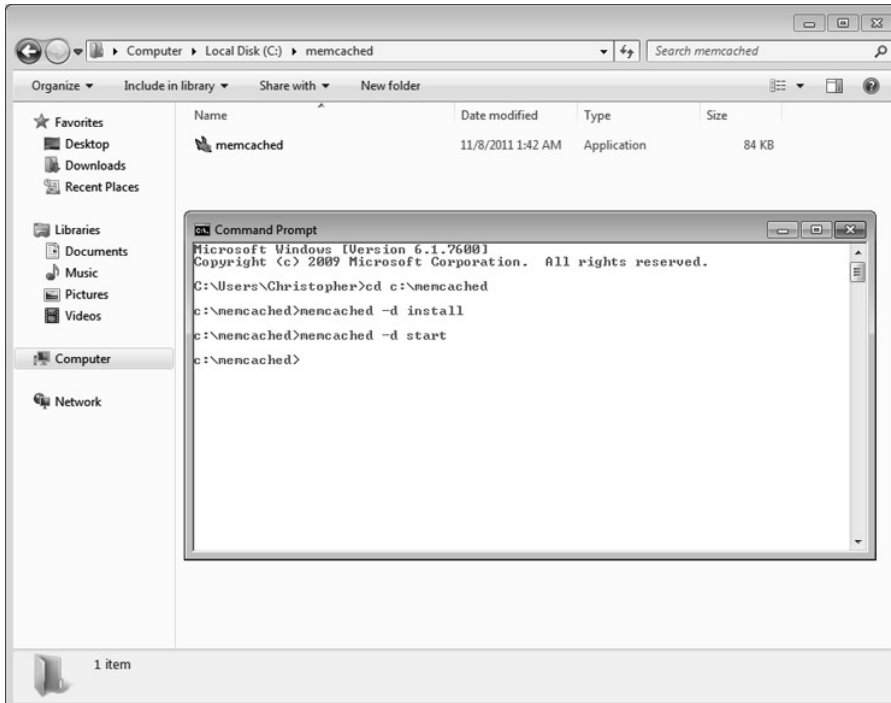 Computer ▸ Local Disk (C:) ▸ memcached
Search memcached
Organize Include in library Share with New folder
Name Date modified Type Size
memcached 11/8/2011 1:42 AM Application 84 KB
Favorites
Desktop
Downloads
Recent Places
Libraries
Documents
Music
Pictures
Videos
Computer
Network
Command Prompt
Microsoft Windows [Version 6.1.7600]
Copyright (c) 2009 Microsoft Corporation.  All rights reserved.
C:\Users\Christopher>cd c:\memcached
c:\memcached>memcached -d install
c:\memcached>memcached -d start
c:\memcached>
1 item